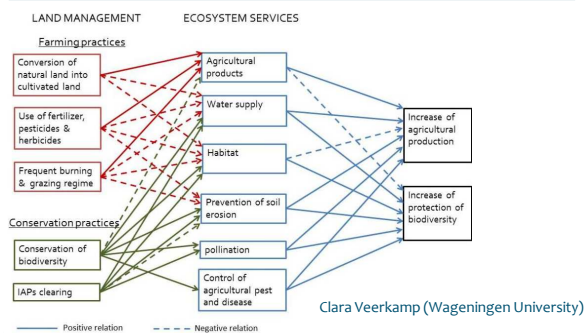 LAND MANAGEMENT
ECOSYSTEM SERVICES
Farming practices
Conversion of
natural land into
cultivated land
Use of fertilizer,
pesticides &
herbicides
Frequent burning
& grazing regime
Conservation practices
Conservation of
biodiversity
IAPs clearing
Agricultural
products
Water supply
Habitat
Prevention of soil
erosion
pollination
Control of
agricultural pest
and disease
Increase of
agricultural
production
Increase of
protection of
biodiversity
Clara Veerkamp (Wageningen University)
Positive relation
Negative relation